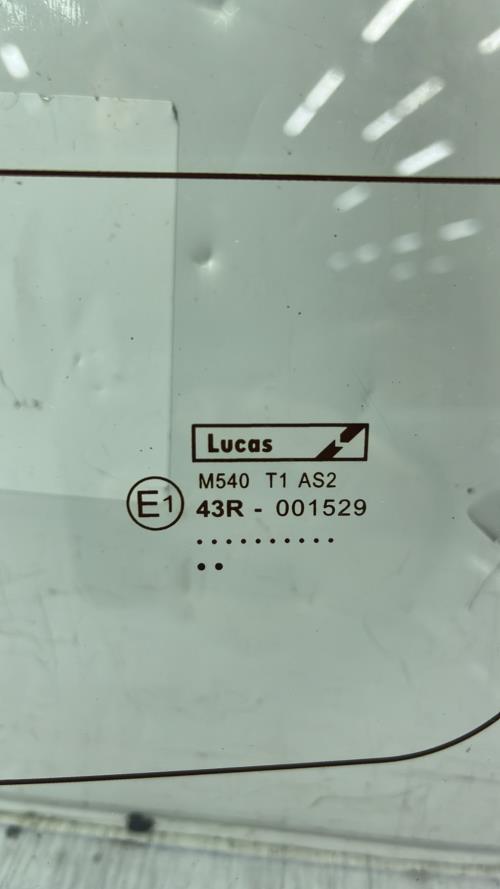 Lucas
M540 T1 AS2
E1
43R - 001529